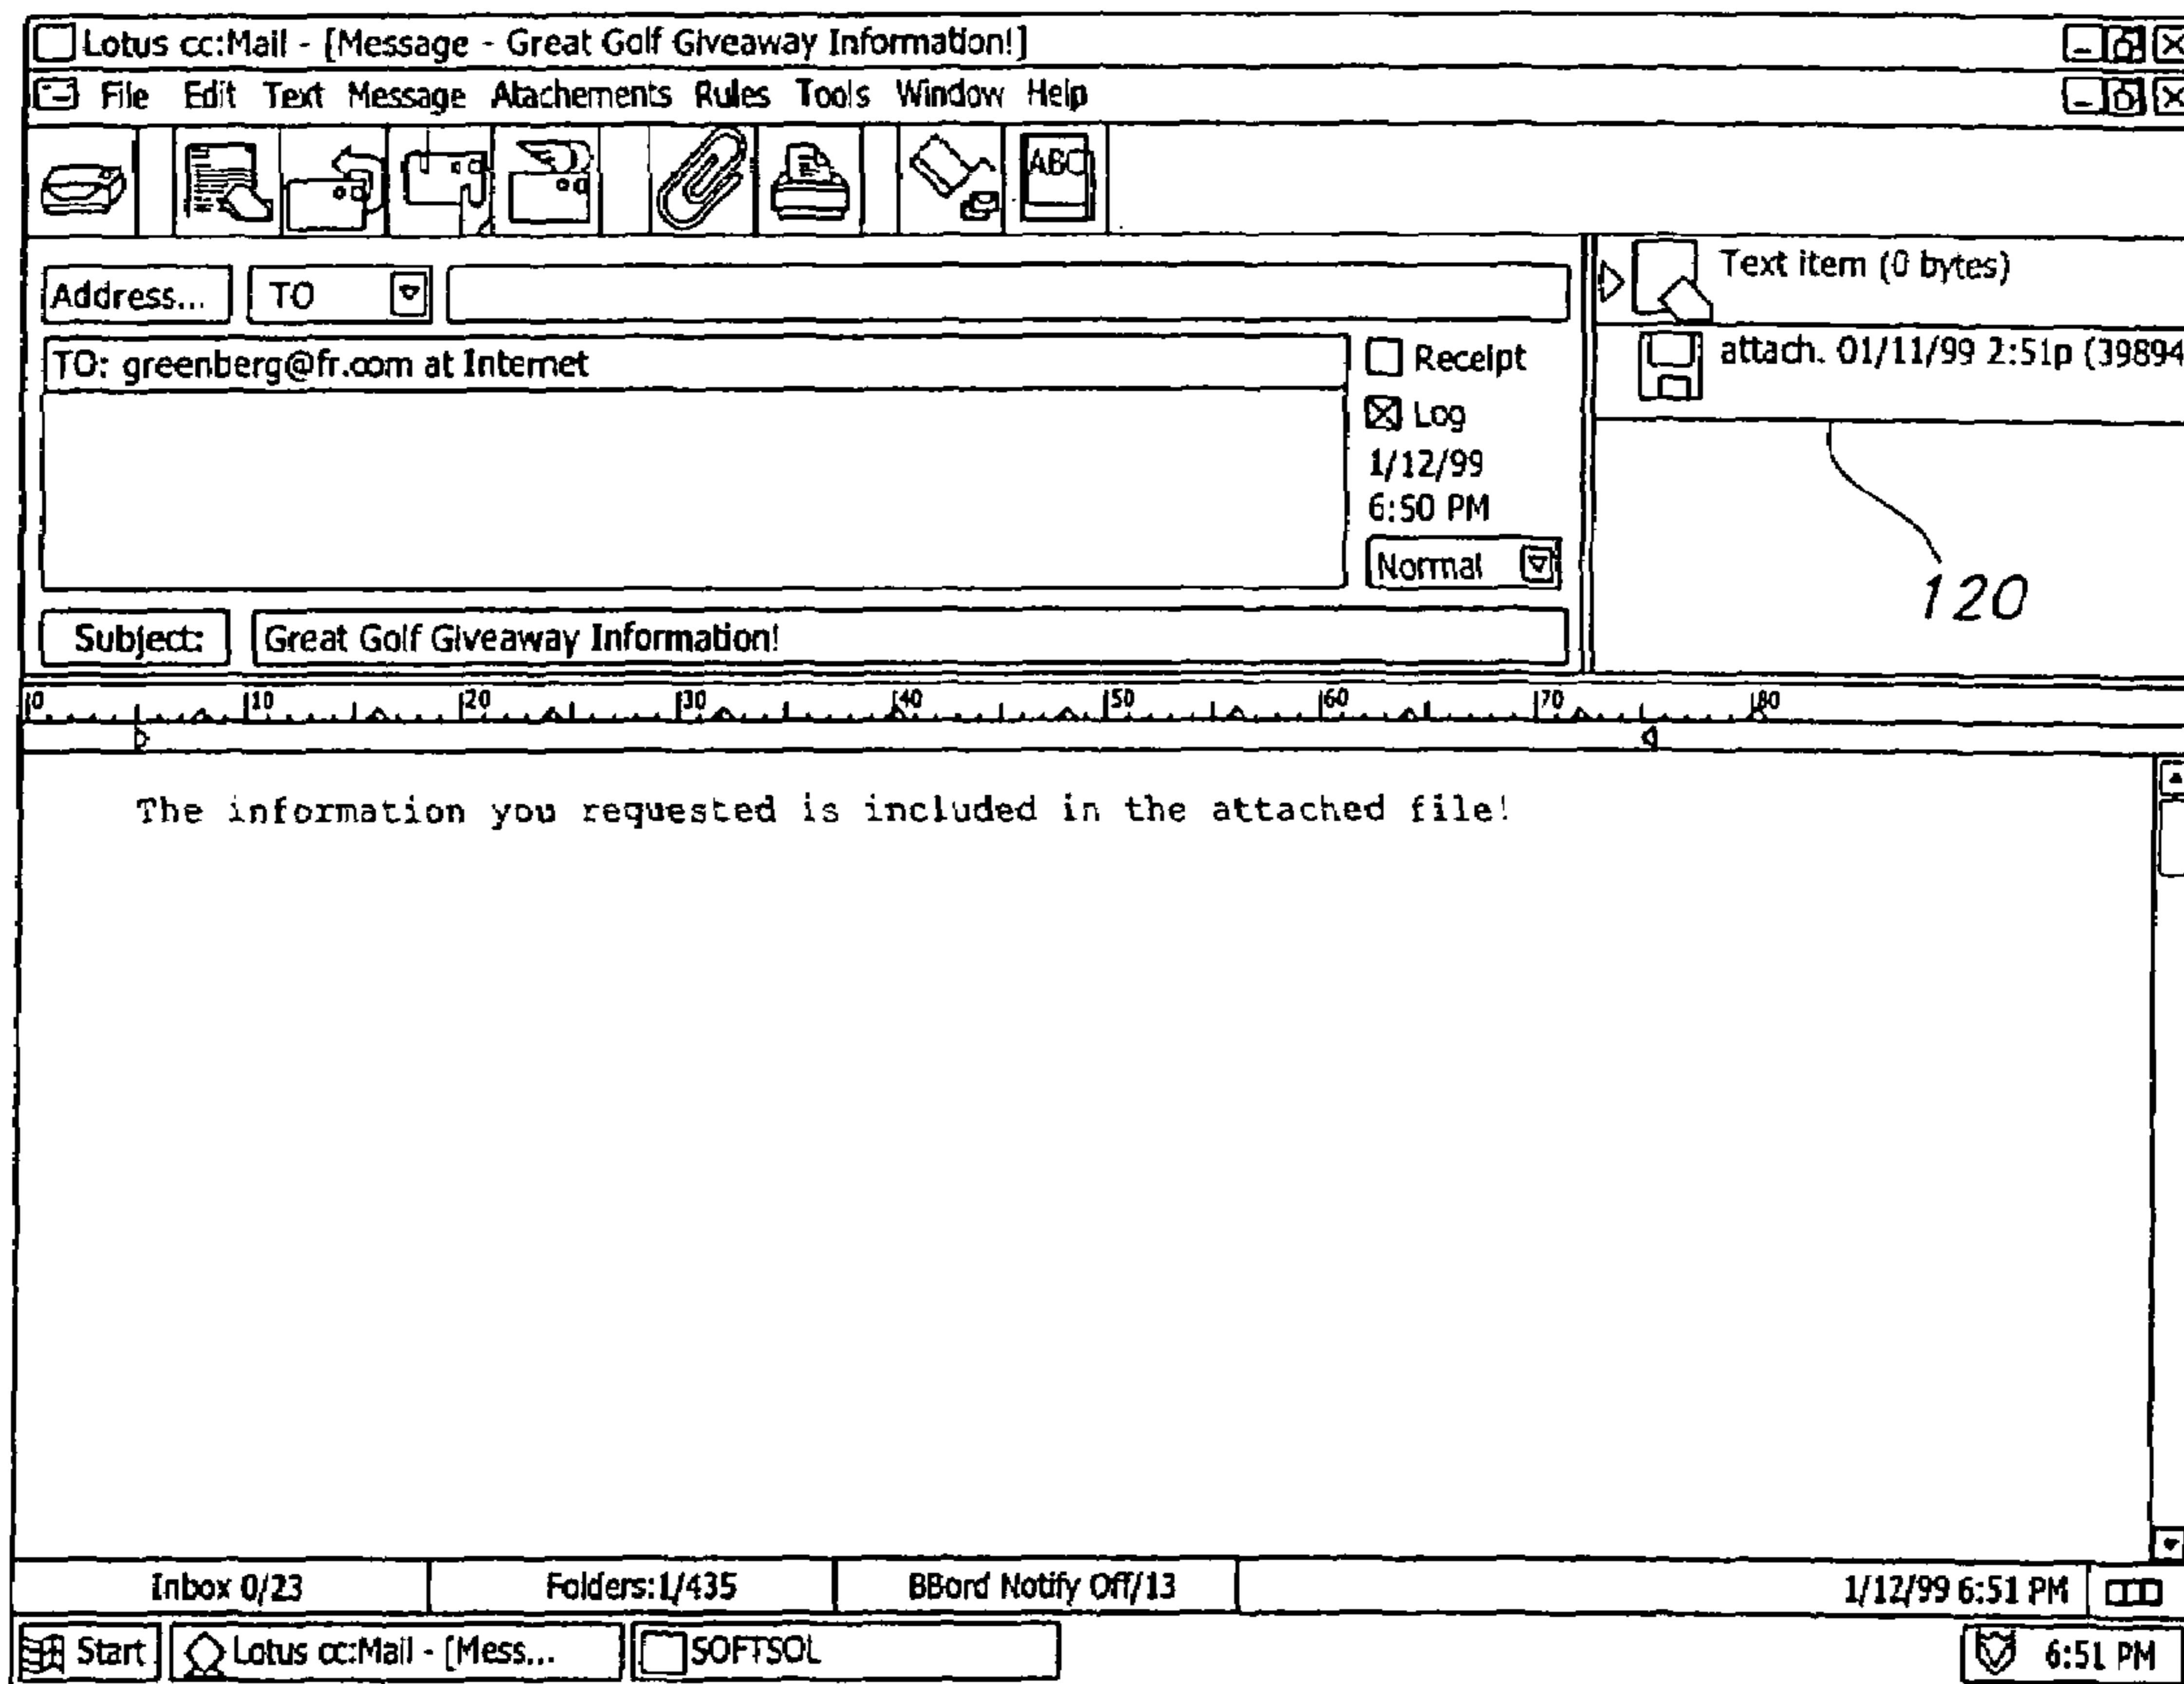 Lotus cc:Mail - [Message - Great Golf Giveaway Information!]
File Edit Text Message Atachements Rules Tools Window Help
ABC
Address... TO
Text item (0 bytes)
TO: greenberg@fr.com at Internet
Receipt
attach. 01/11/99 2:51p (39894
Log
1/12/99
6:50 PM
Normal
120
Subject: Great Golf Giveaway Information!
0 10 20 30 40 50 60 70 80
The information you requested is included in the attached file!
Inbox 0/23 Folders:1/435 BBord Notify Off/13 1/12/99 6:51 PM
Start Lotus cc:Mail - [Mess... SOFTSOL 6:51 PM